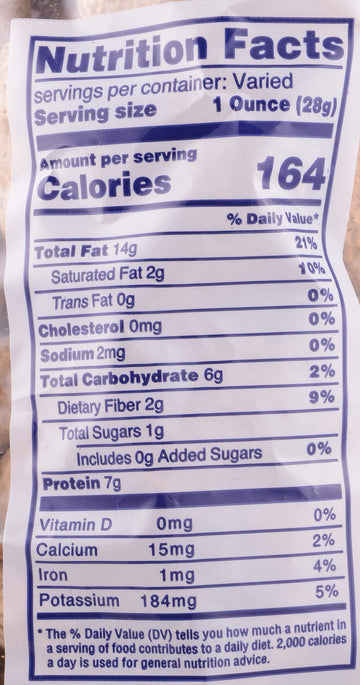 Nutrition Facts
servings per container: Varied
Serving size 1 Ounce (28g)
Amount per serving
Calories 164
% Daily Value*
Total Fat 14g 21%
Saturated Fat 2g 10%
Trans Fat 0g 0%
Cholesterol 0mg 0%
Sodium 2mg 0%
Total Carbohydrate 6g 2%
Dietary Fiber 2g 9%
Total Sugars 1g
Includes 0g Added Sugars 0%
Protein 7g
Vitamin D 0mg 0%
Calcium 15mg 2%
Iron 1mg 4%
Potassium 184mg 5%
* The % Daily Value (DV) tells you how much a nutrient in
a serving of food contributes to a daily diet. 2,000 calories
a day is used for general nutrition advice.